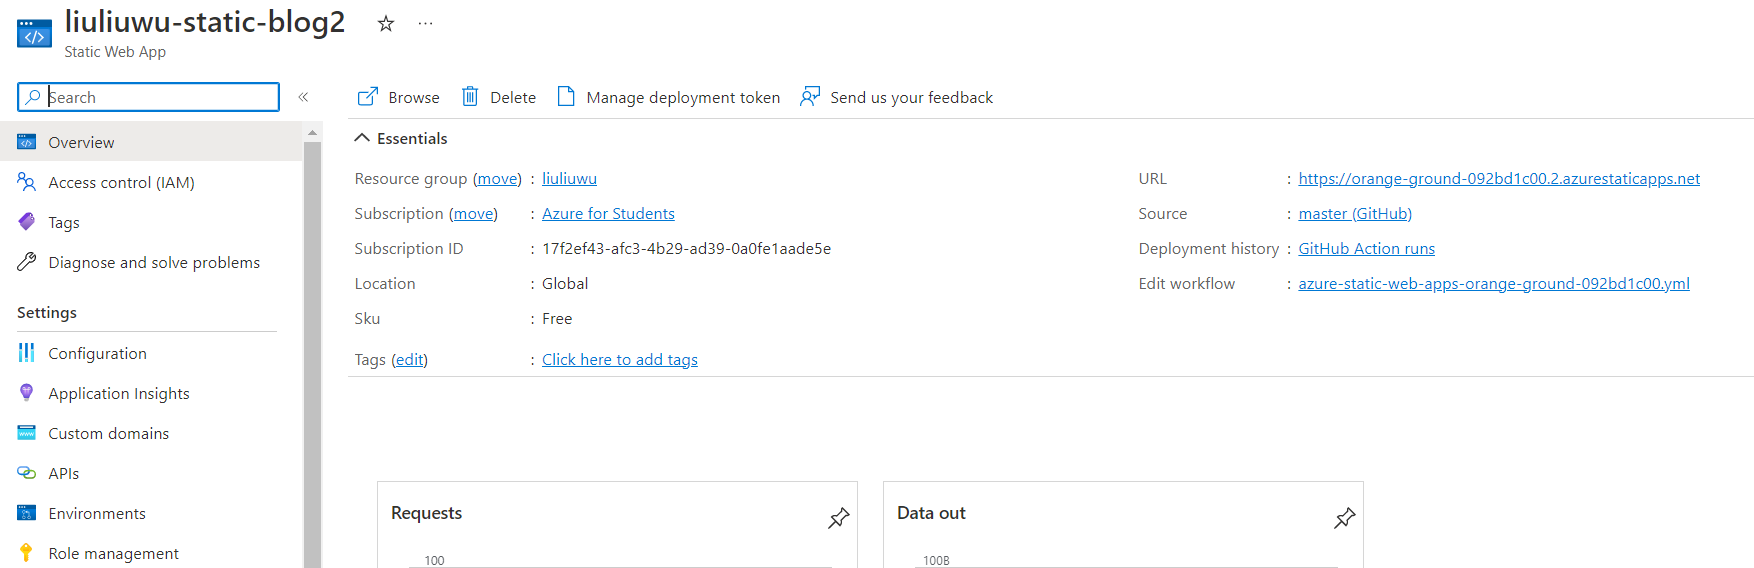 liuliuwu-static-blog2
Static Web App
Search
Overview
Access control (IAM)
Tags
Diagnose and solve problems
Settings
Configuration
Application Insights
Custom domains
APIs
Environments
Role management
Browse Delete Manage deployment token Send us your feedback
Essentials
Resource group (move) : liuliuwu
Subscription (move) : Azure for Students
Subscription ID : 17f2ef43-afc3-4b29-ad39-0a0fe1aade5e
Location : Global
Sku : Free
Tags (edit) : Click here to add tags
URL : https://orange-ground-092bd1c00.2.azurestaticapps.net
Source : master (GitHub)
Deployment history : GitHub Action runs
Edit workflow : azure-static-web-apps-orange-ground-092bd1c00.yml
Requests
100
Data out
100B